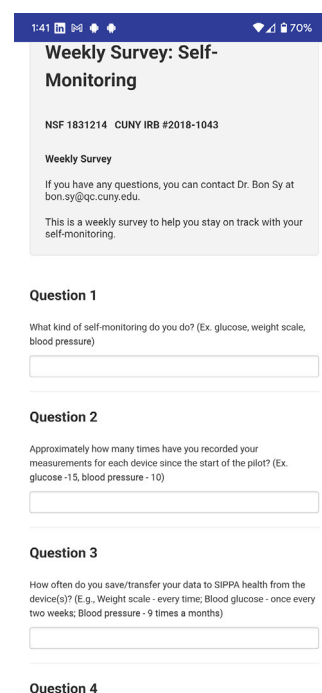 1:41 70%
Weekly Survey: Self-
Monitoring
NSF 1831214 CUNY IRB #2018-1043
Weekly Survey
If you have any questions, you can contact Dr. Bon Sy at
bon.sy@qc.cuny.edu.
This is a weekly survey to help you stay on track with your
self-monitoring.
Question 1
What kind of self-monitoring do you do? (Ex. glucose, weight scale,
blood pressure)
Question 2
Approximately how many times have you recorded your
measurements for each device since the start of the pilot? (Ex.
glucose -15, blood pressure - 10)
Question 3
How often do you save/transfer your data to SIPPA health from the
device(s)? (E.g., Weight scale - every time; Blood glucose - once every
two weeks; Blood pressure - 9 times a months)
Question 4